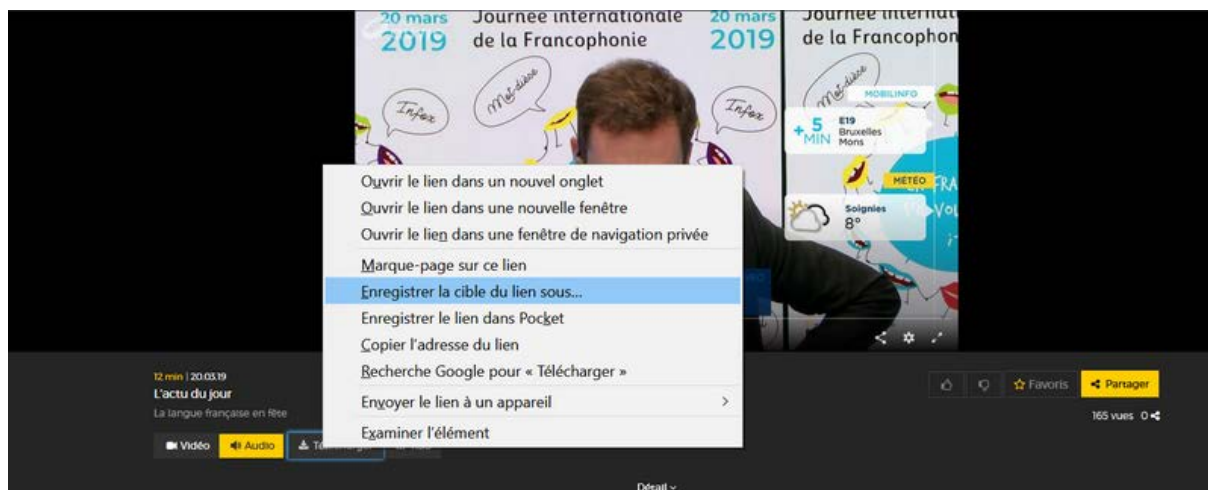 20 mars
2019
Journée internationale
de la Francophonie
20 mars
2019
Journée internati
de la Francophon
Infox
Mot-dièse
Infox
Mot-dièse
MOBILINFO
+ 5
MIN
E19
Bruxelles
Mons
MÉTÉO
Soignies
8°
FRA
VOU
Ouvrir le lien dans un nouvel onglet
Ouvrir le lien dans une nouvelle fenêtre
Ouvrir le lien dans une fenêtre de navigation privée
Marque-page sur ce lien
Enregistrer la cible du lien sous...
Enregistrer le lien dans Pocket
Copier l'adresse du lien
Recherche Google pour « Télécharger »
Envoyer le lien à un appareil
Examiner l'élément
12 min | 20.03.19
L'actu du jour
La langue française en fête
Favoris
Partager
165 vues 0
Vidéo Audio
Détail